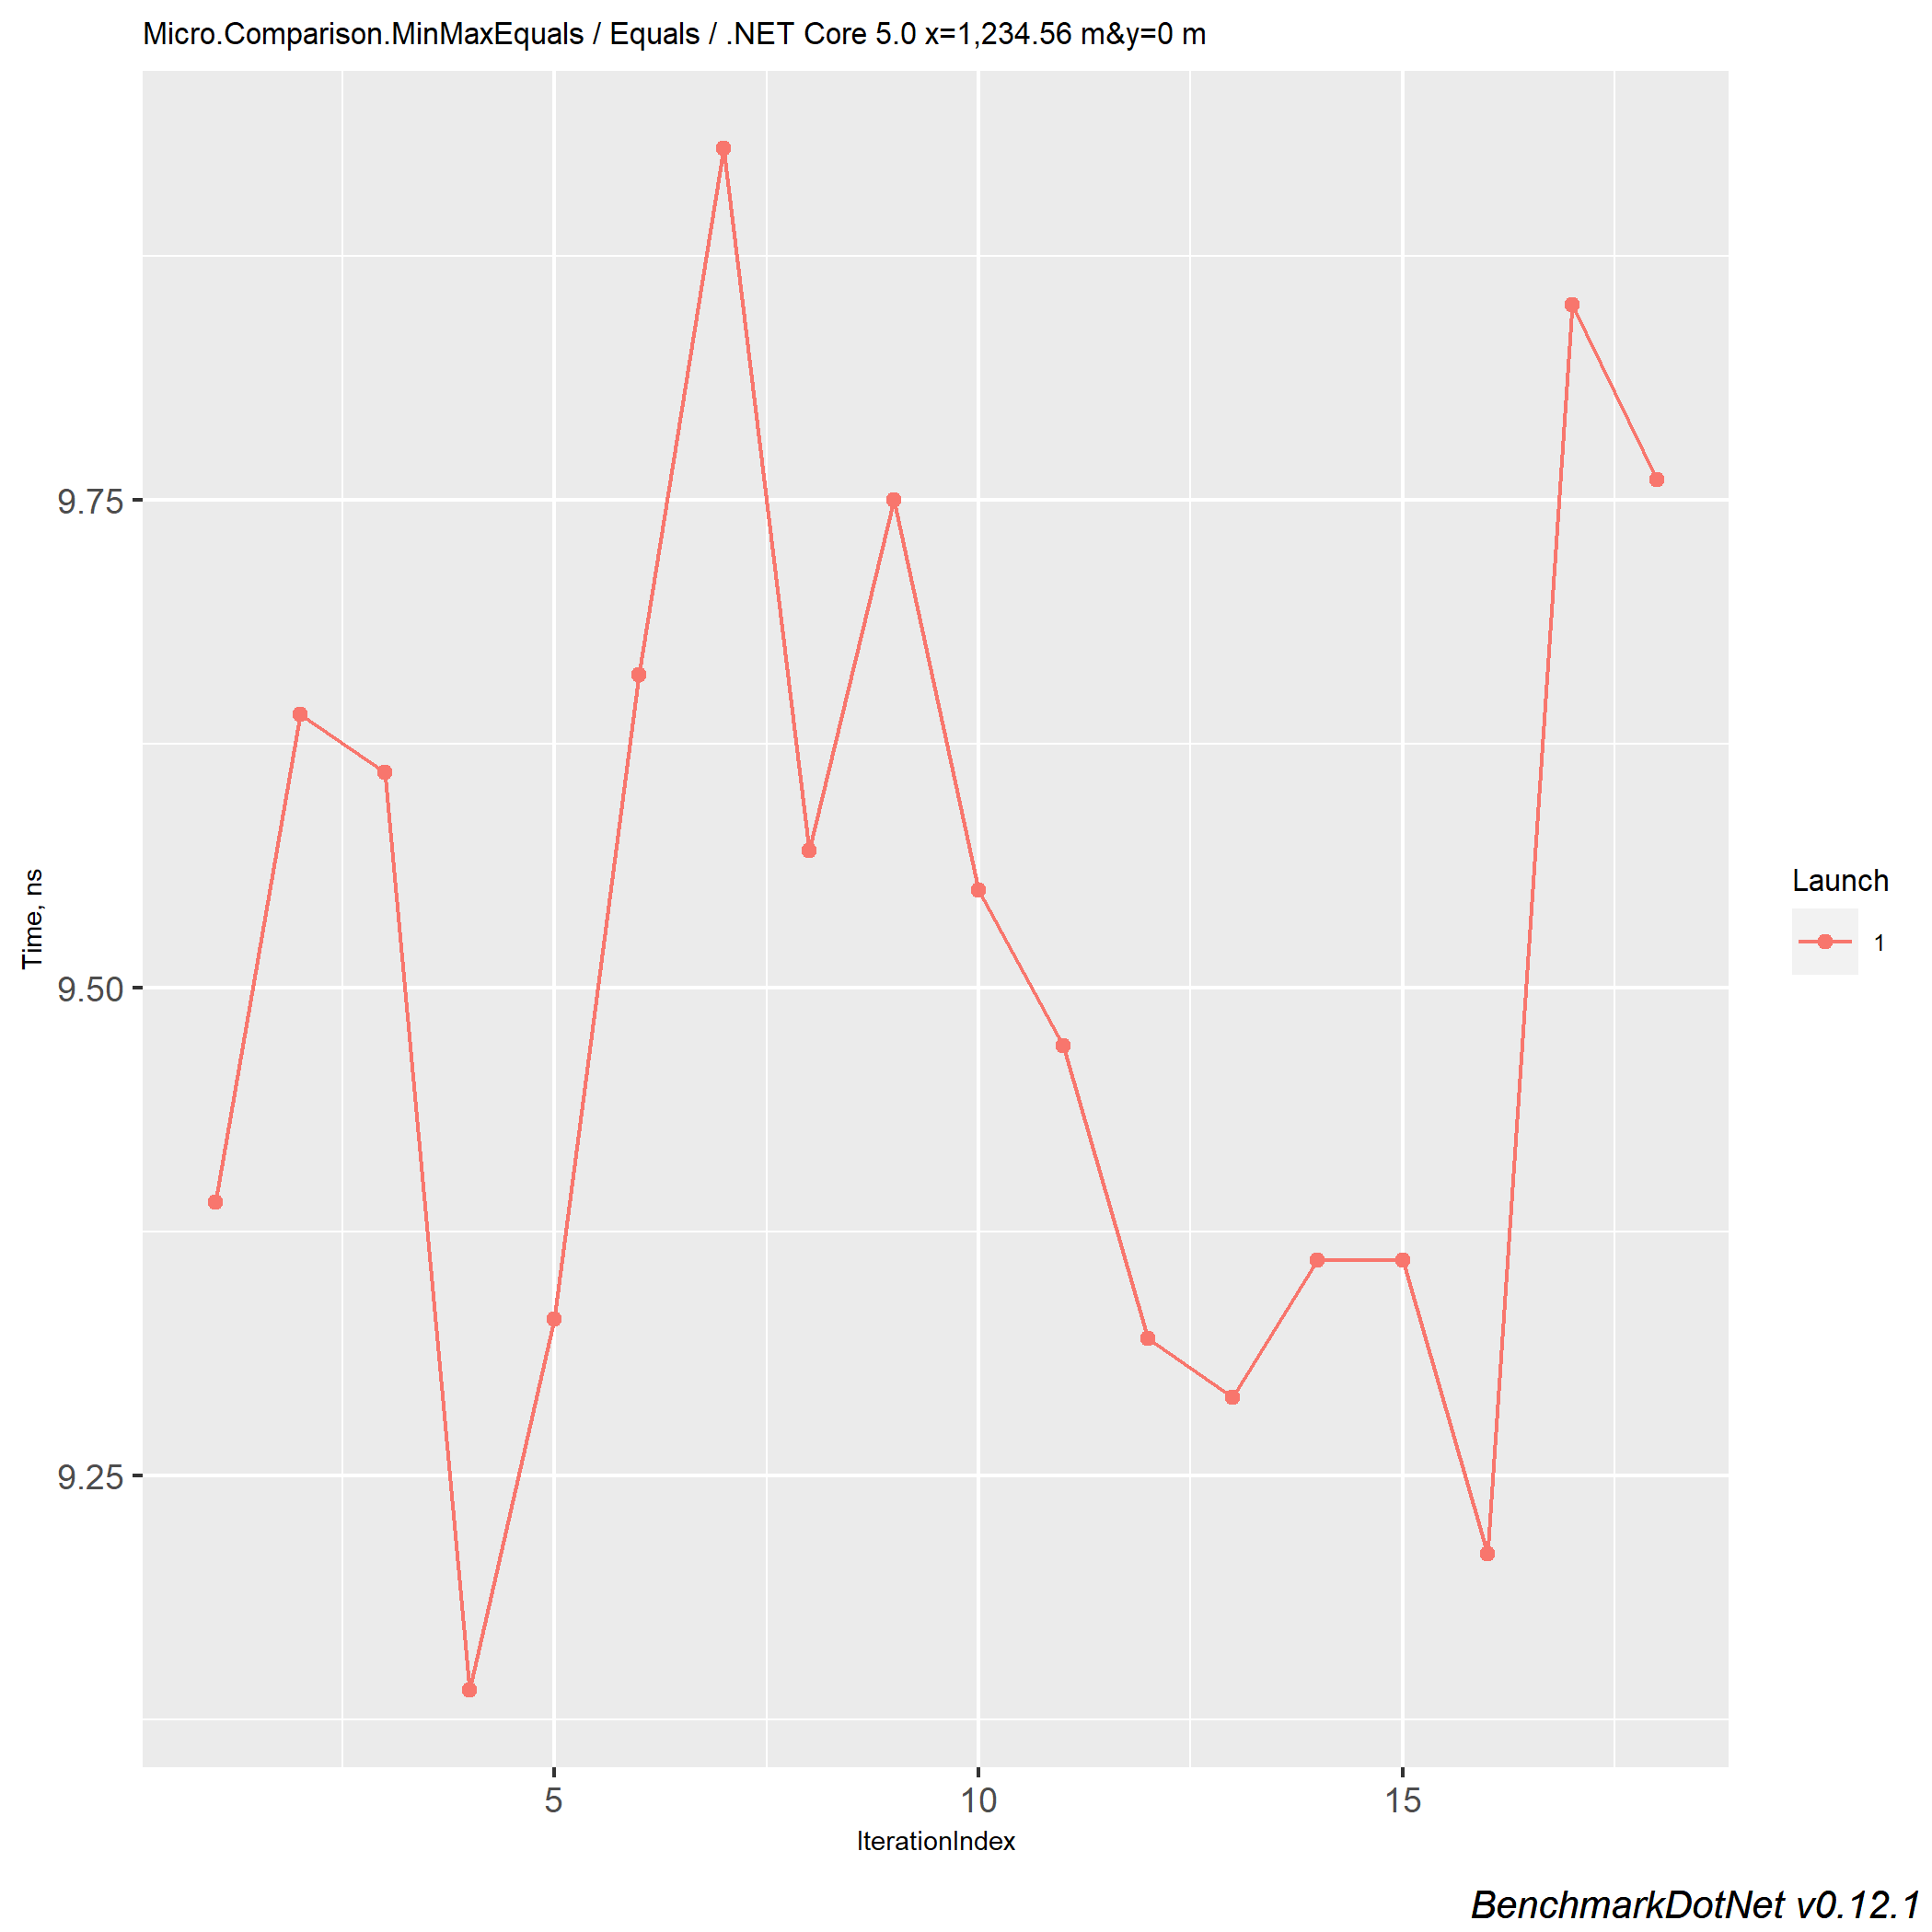 Micro.Comparison.MinMaxEquals / Equals / .NET Core 5.0 x=1,234.56 m&y=0 m
9.75
9.50
9.25
Time, ns
5 10 15
IterationIndex
Launch
1
BenchmarkDotNet v0.12.1